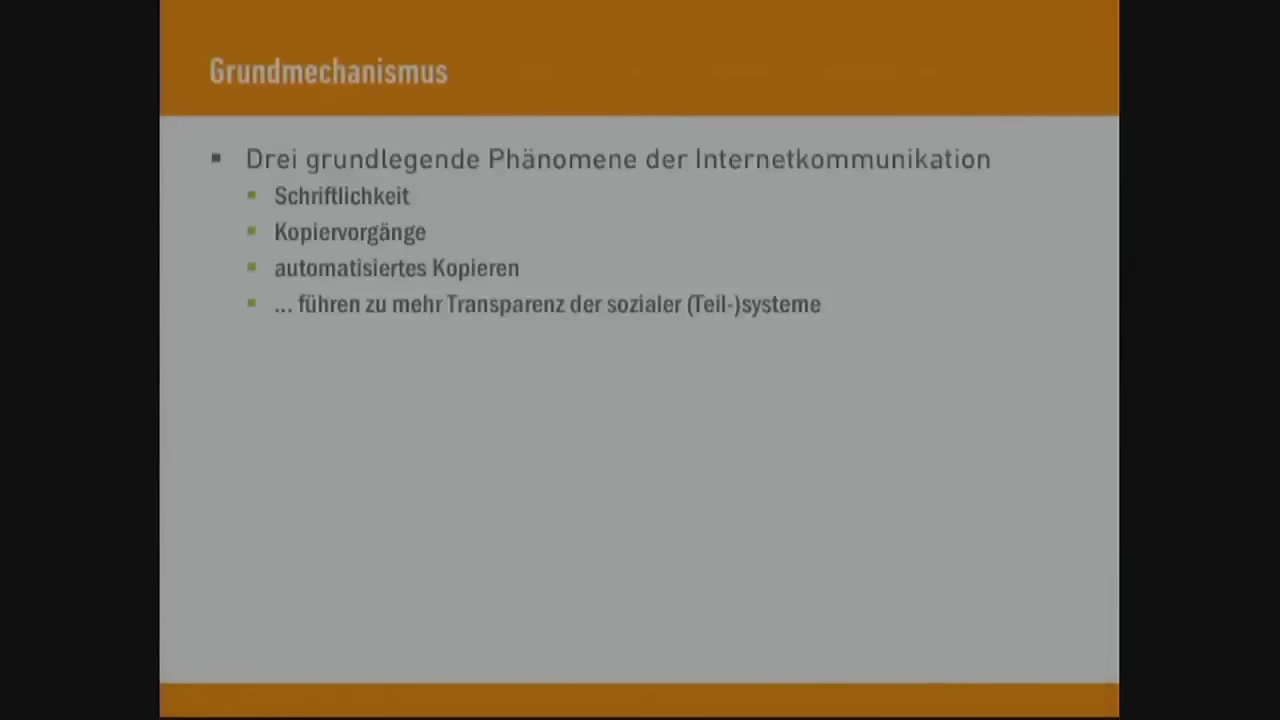 Grundmechanismus
Drei grundlegende Phänomene der Internetkommunikation
Schriftlichkeit
Kopiervorgänge
automatisiertes Kopieren
... führen zu mehr Transparenz der sozialer (Teil-)systeme